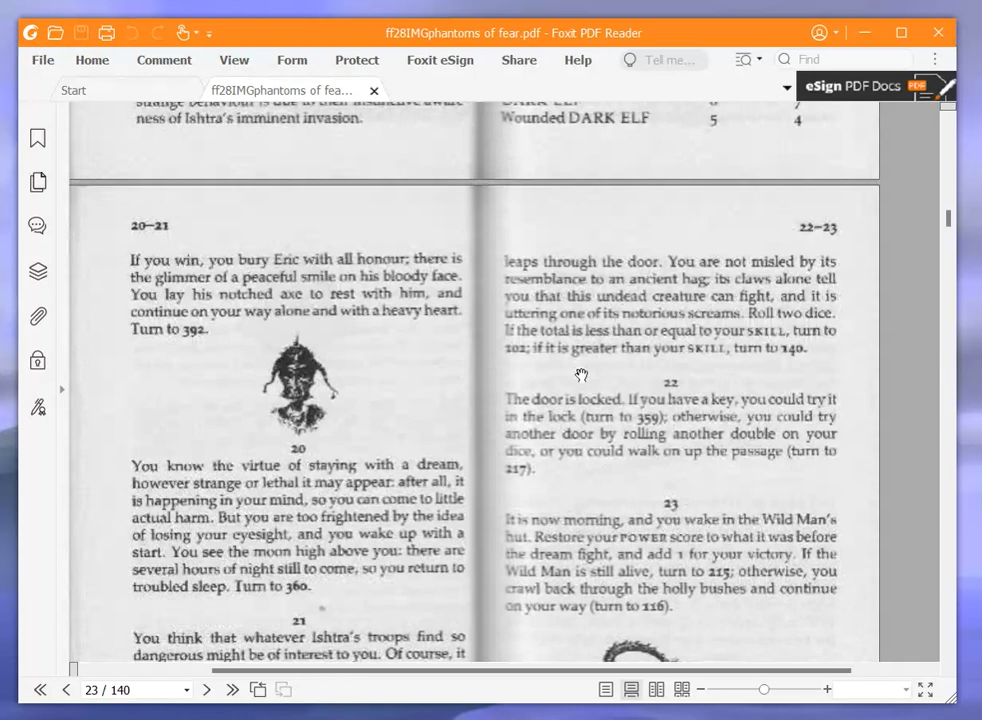 ff28IMGphantoms of fear.pdf - Foxit PDF Reader
File Home Comment View Form Protect Foxit eSign Share Help Tell me... Find
Start ff28IMGphantoms of fea... eSign PDF Docs PDF
strange behaviour is due to their instinctive aware-
ness of Ishtra's imminent invasion.
DARK ELF 6 7
Wounded DARK ELF 5 4
20–21
If you win, you bury Eric with all honour; there is
the glimmer of a peaceful smile on his bloody face.
You lay his notched axe to rest with him, and
continue on your way alone and with a heavy heart.
Turn to 392.
20
You know the virtue of staying with a dream,
however strange or lethal it may appear: after all, it
is happening in your mind, so you can come to little
actual harm. But you are too frightened by the idea
of losing your eyesight, and you wake up with a
start. You see the moon high above you: there are
several hours of night still to come, so you return to
troubled sleep. Turn to 360.
21
You think that whatever Ishtra's troops find so
dangerous might be of interest to you. Of course, it
22–23
leaps through the door. You are not misled by its
resemblance to an ancient hag; its claws alone tell
you that this undead creature can fight, and it is
uttering one of its notorious screams. Roll two dice.
If the total is less than or equal to your SKILL, turn to
102; if it is greater than your SKILL, turn to 140.
22
The door is locked. If you have a key, you could try it
in the lock (turn to 359); otherwise, you could try
another door by rolling another double on your
dice, or you could walk on up the passage (turn to
217).
23
It is now morning, and you wake in the Wild Man's
hut. Restore your POWER score to what it was before
the dream fight, and add 1 for your victory. If the
Wild Man is still alive, turn to 215; otherwise, you
crawl back through the holly bushes and continue
on your way (turn to 116).
23 / 140